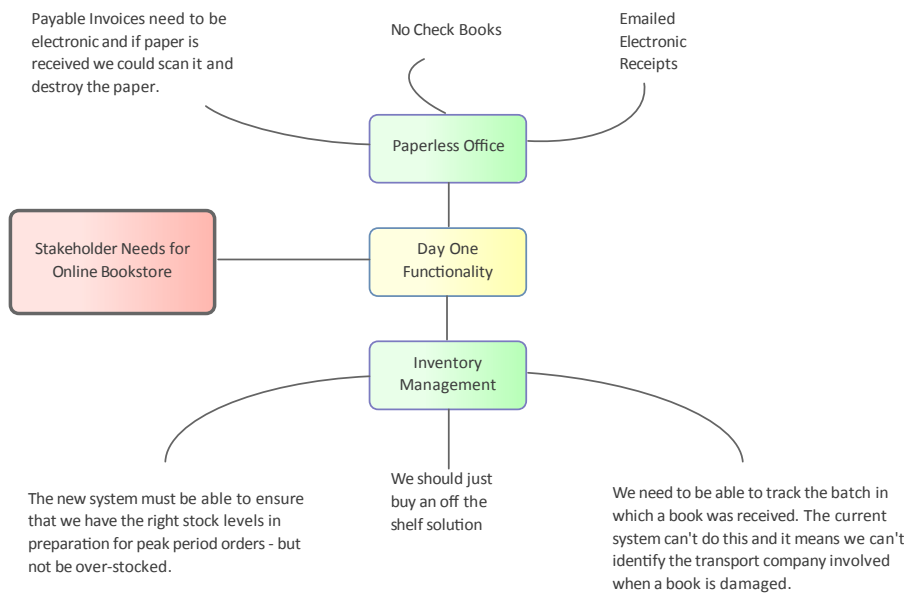 Payable Invoices need to be
electronic and if paper is
received we could scan it and
destroy the paper.
No Check Books
Emailed
Electronic
Receipts
Paperless Office
Stakeholder Needs for
Online Bookstore
Day One
Functionality
Inventory
Management
The new system must be able to ensure
that we have the right stock levels in
preparation for peak period orders - but
not be over-stocked.
We should just
buy an off the
shelf solution
We need to be able to track the batch in
which a book was received. The current
system can't do this and it means we can't
identify the transport company involved
when a book is damaged.